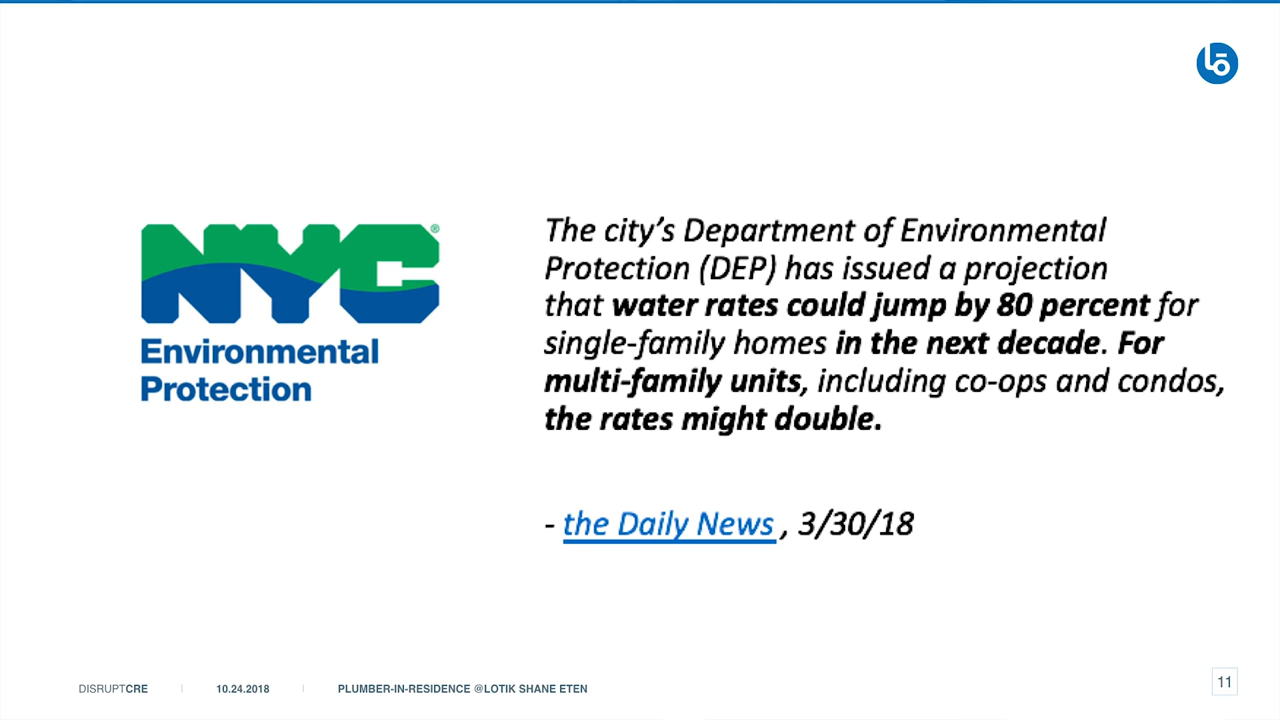 NYC®
Environmental
Protection
The city’s Department of Environmental
Protection (DEP) has issued a projection
that water rates could jump by 80 percent for
single-family homes in the next decade. For
multi-family units, including co-ops and condos,
the rates might double.
- the Daily News , 3/30/18
DISRUPTCRE | 10.24.2018 | PLUMBER-IN-RESIDENCE @LOTIK SHANE ETEN
11